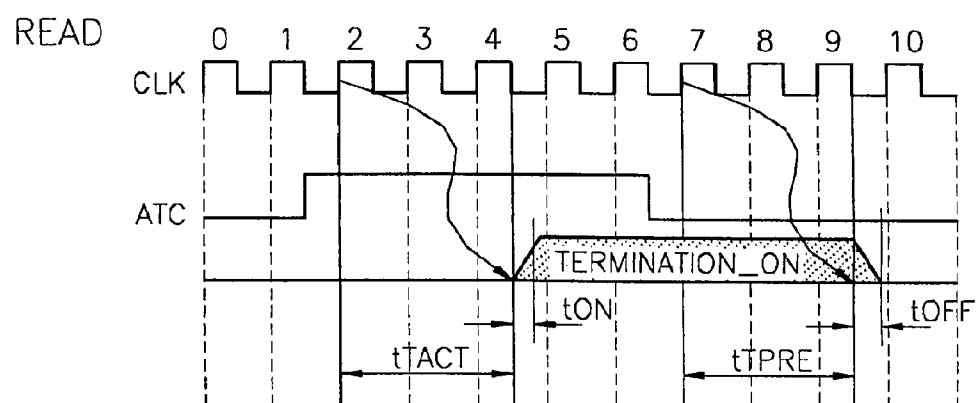 READ
0 1 2 3 4 5 6 7 8 9 10
CLK
ATC
TERMINATION_ON
tON
tOFF
tTACT
tTPRE